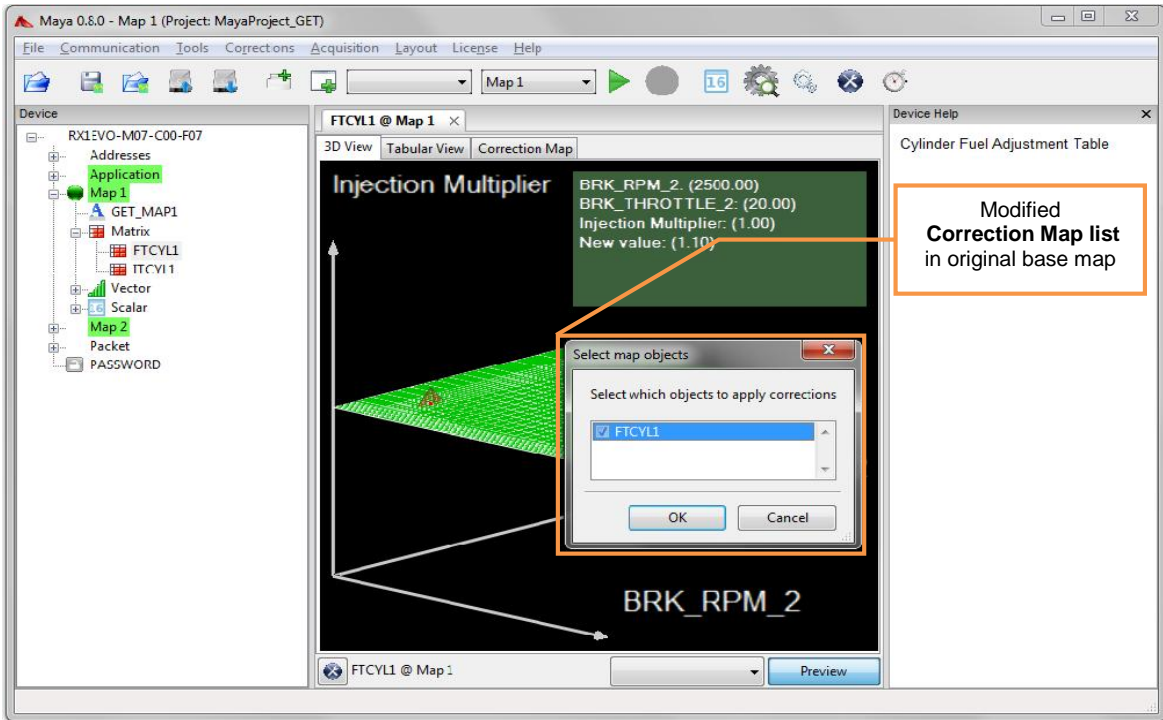 Maya 0.8.0 - Map 1 (Project: MayaProject_GET)
File Communication Tools Corrections Acquisition Layout License Help
Map 1
16
Device
RX1EVO-M07-C00-F07
Addresses
Application
Map 1
GET_MAP1
Matrix
FTCYL1
ITCYL1
Vector
16 Scalar
Map 2
Packet
PASSWORD
FTCYL1 @ Map 1
3D View Tabular View Correction Map
Injection Multiplier
BRK_RPM_2: (2500.00)
BRK_THROTTLE_2: (20.00)
Injection Multiplier: (1.00)
New value: (1.10)
BRK_RPM_2
Select map objects
Select which objects to apply corrections
FTCYL1
OK Cancel
FTCYL1 @ Map 1
Preview
Device Help
Cylinder Fuel Adjustment Table
Modified
Correction Map list
in original base map